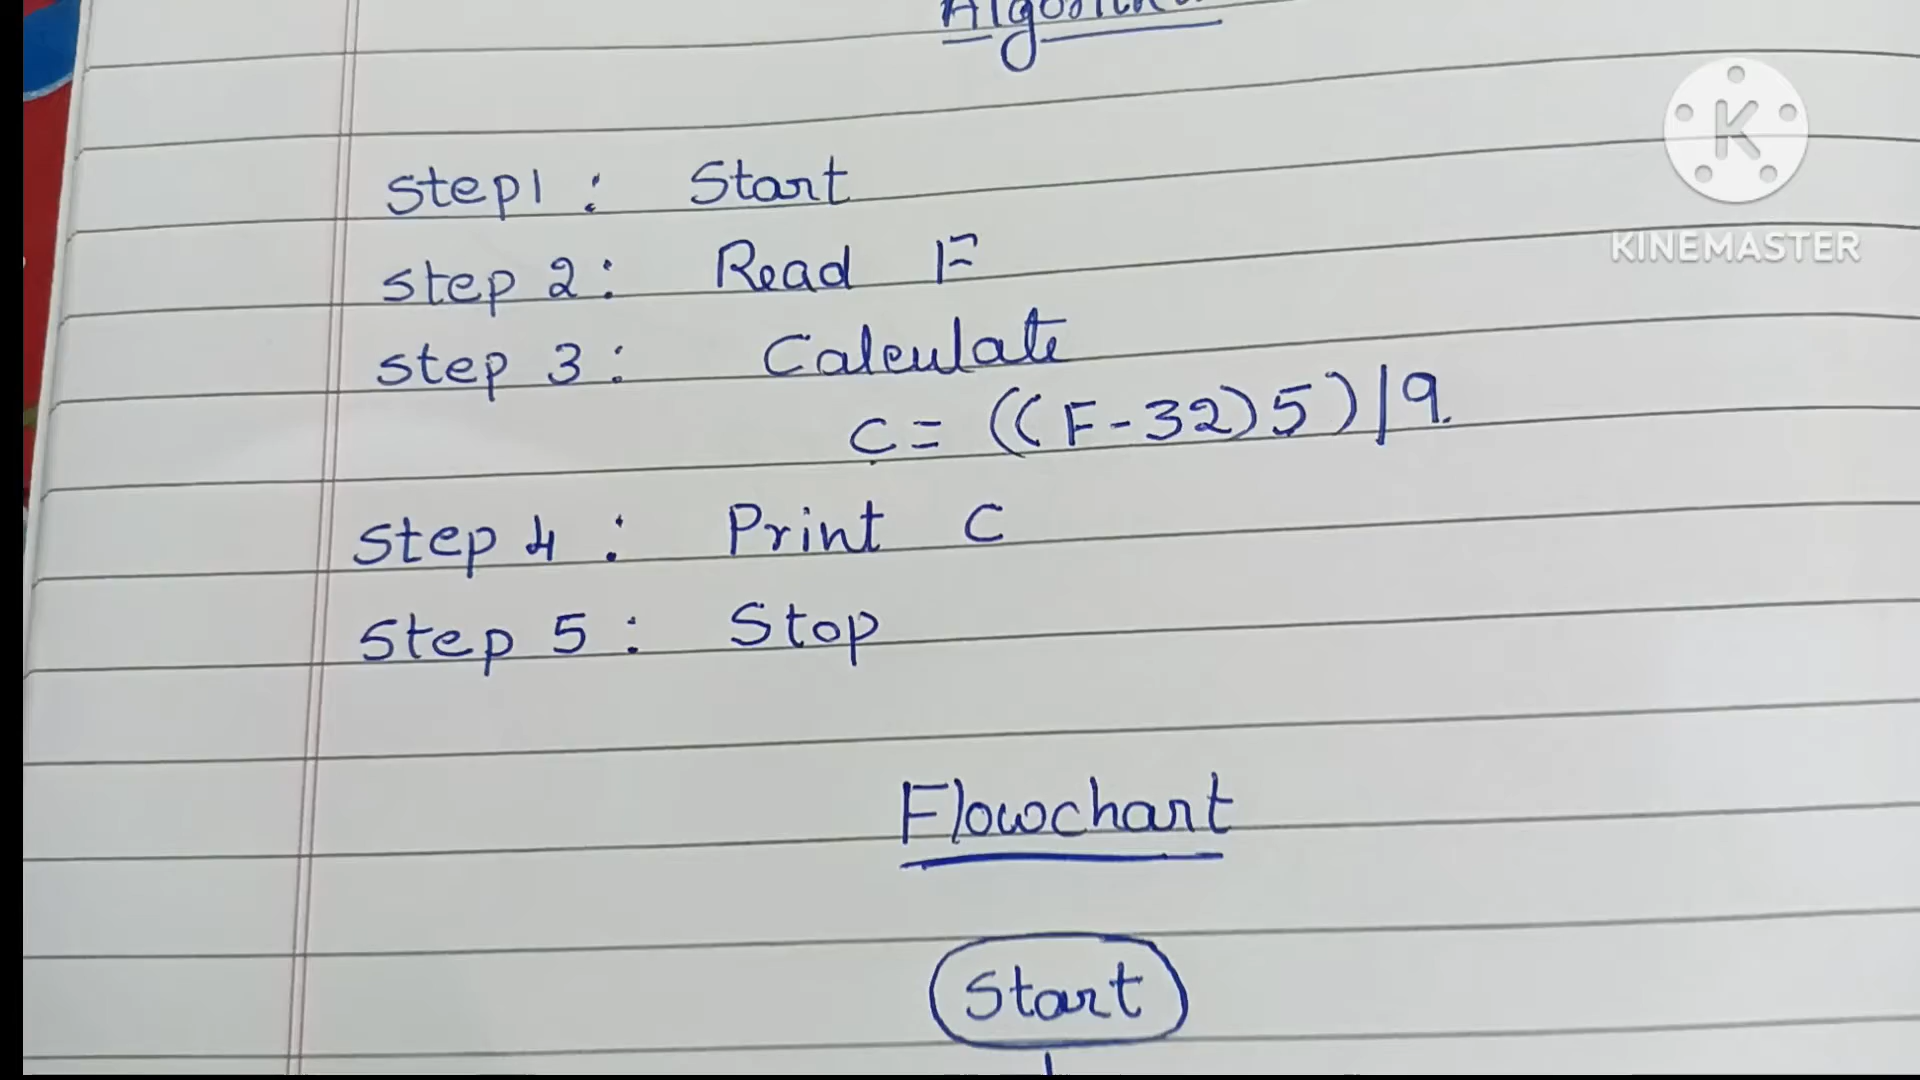 Algorithm
K
KINEMASTER
Step1 : Start
Step 2 : Read F
Step 3 : Calculate
C = ((F-32)5)/9.
Step 4 : Print C
Step 5 : Stop
Flowchart
Start